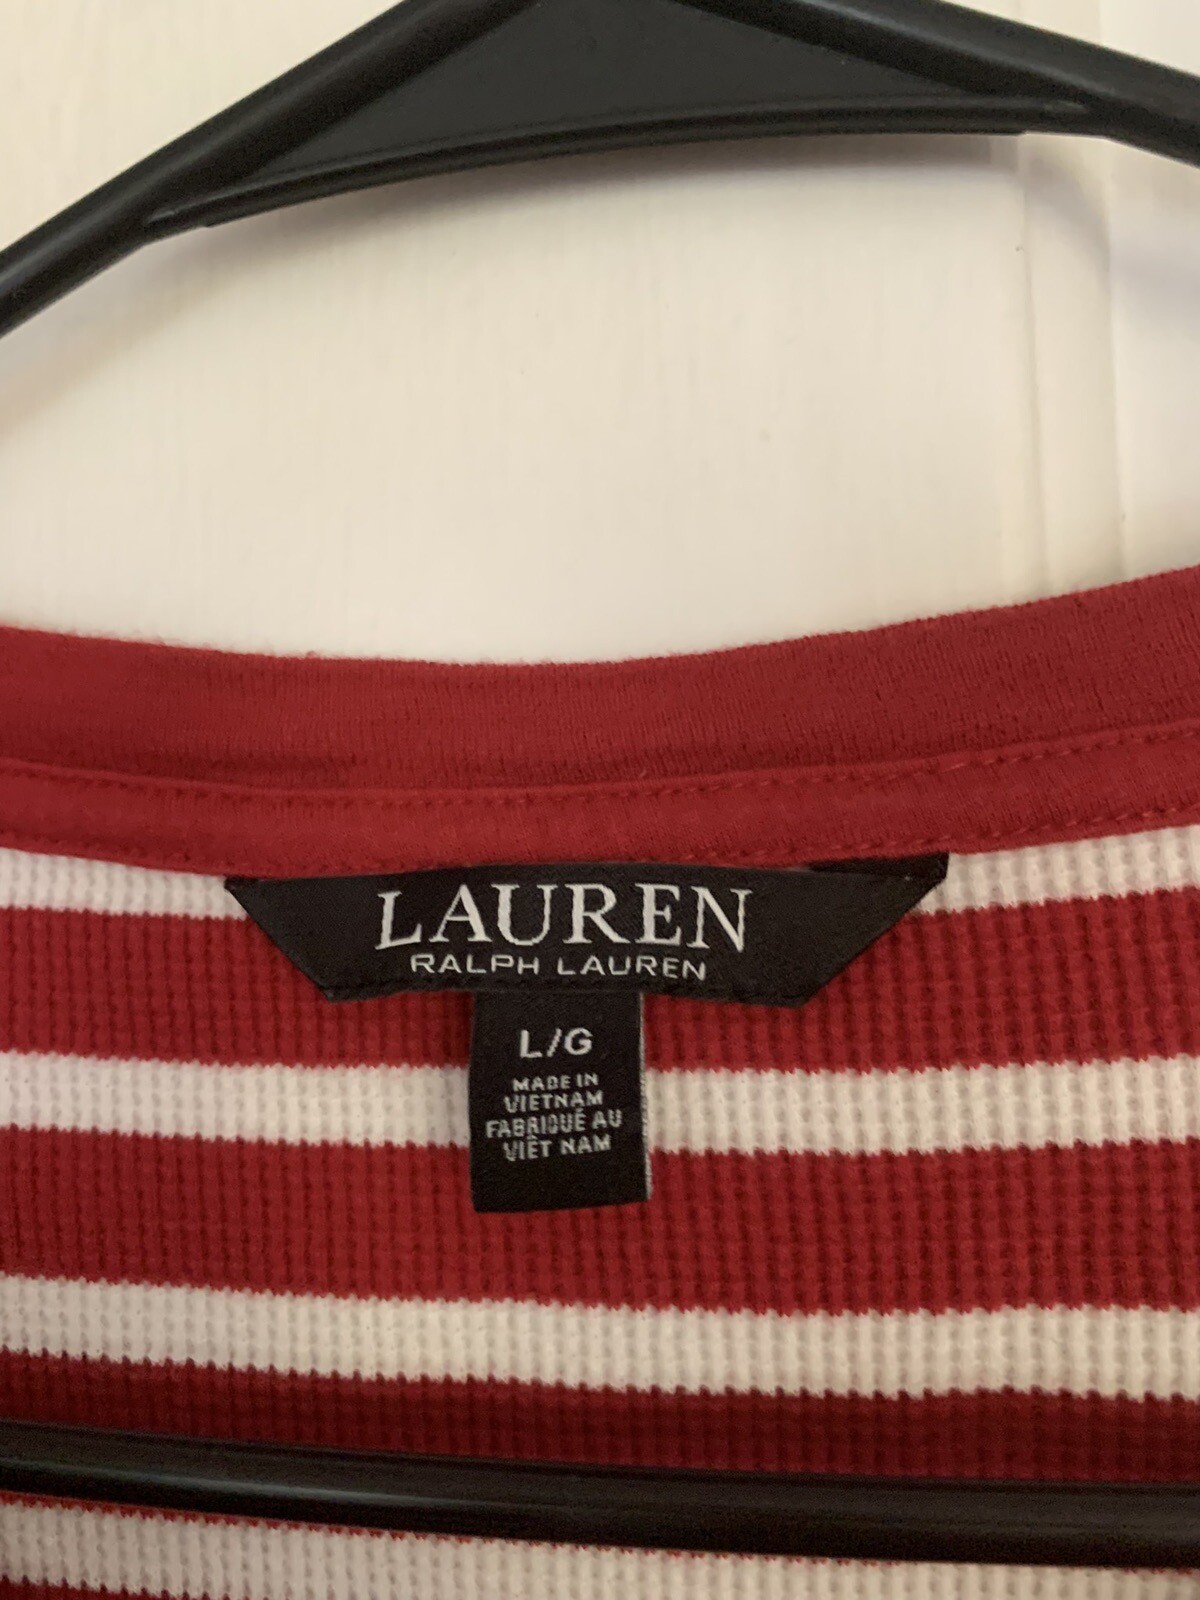 LAUREN
RALPH LAUREN
L/G
MADE IN
VIETNAM
FABRIQUÉ AU
VIÊT NAM